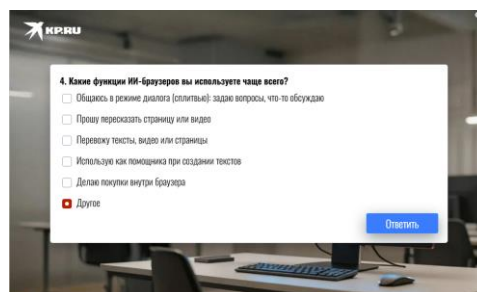 KP.RU
4. Какие функции ИИ-браузеров вы используете чаще всего?
Общаюсь в режиме диалога (сплитвью): задаю вопросы, что-то обсуждаю
Прошу пересказать страницу или видео
Перевожу тексты, видео или страницы
Использую как помощника при создании текстов
Делаю покупки внутри браузера
Другое
Ответить